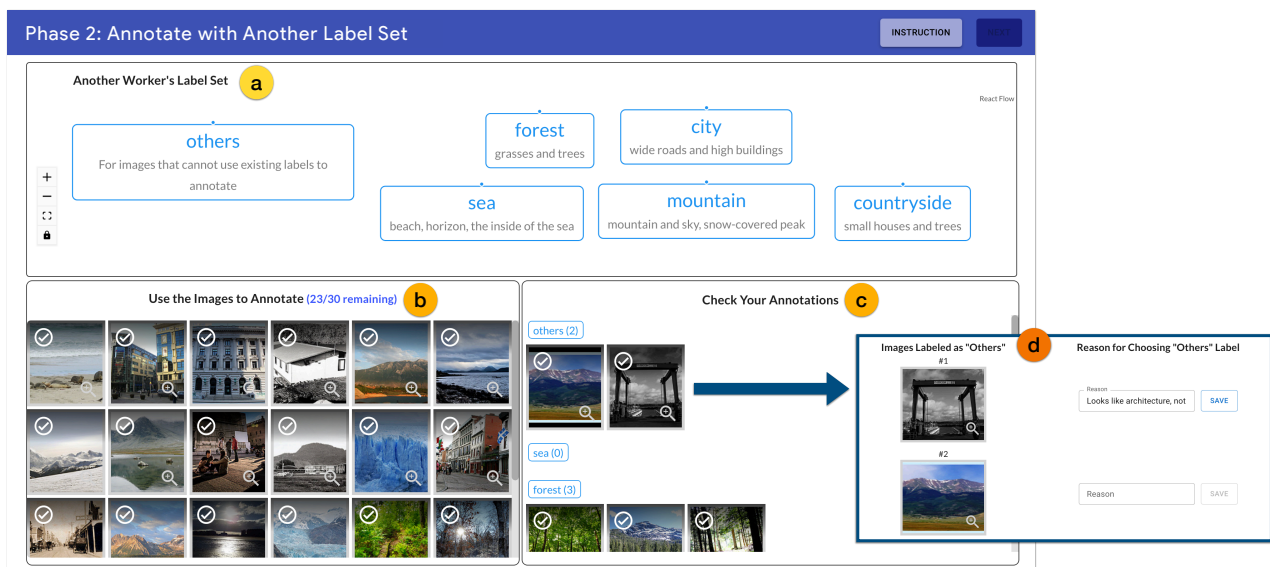 Phase 2: Annotate with Another Label Set
INSTRUCTION
NEXT
Another Worker's Label Set
a
React Flow
others
For images that cannot use existing labels to
annotate
forest
grasses and trees
city
wide roads and high buildings
sea
beach, horizon, the inside of the sea
mountain
mountain and sky, snow-covered peak
countryside
small houses and trees
Use the Images to Annotate (23/30 remaining)
b
Check Your Annotations
c
others (2)
sea (0)
forest (3)
d
Images Labeled as "Others"
Reason for Choosing "Others" Label
#1
Reason
Looks like architecture, not
SAVE
#2
Reason
SAVE